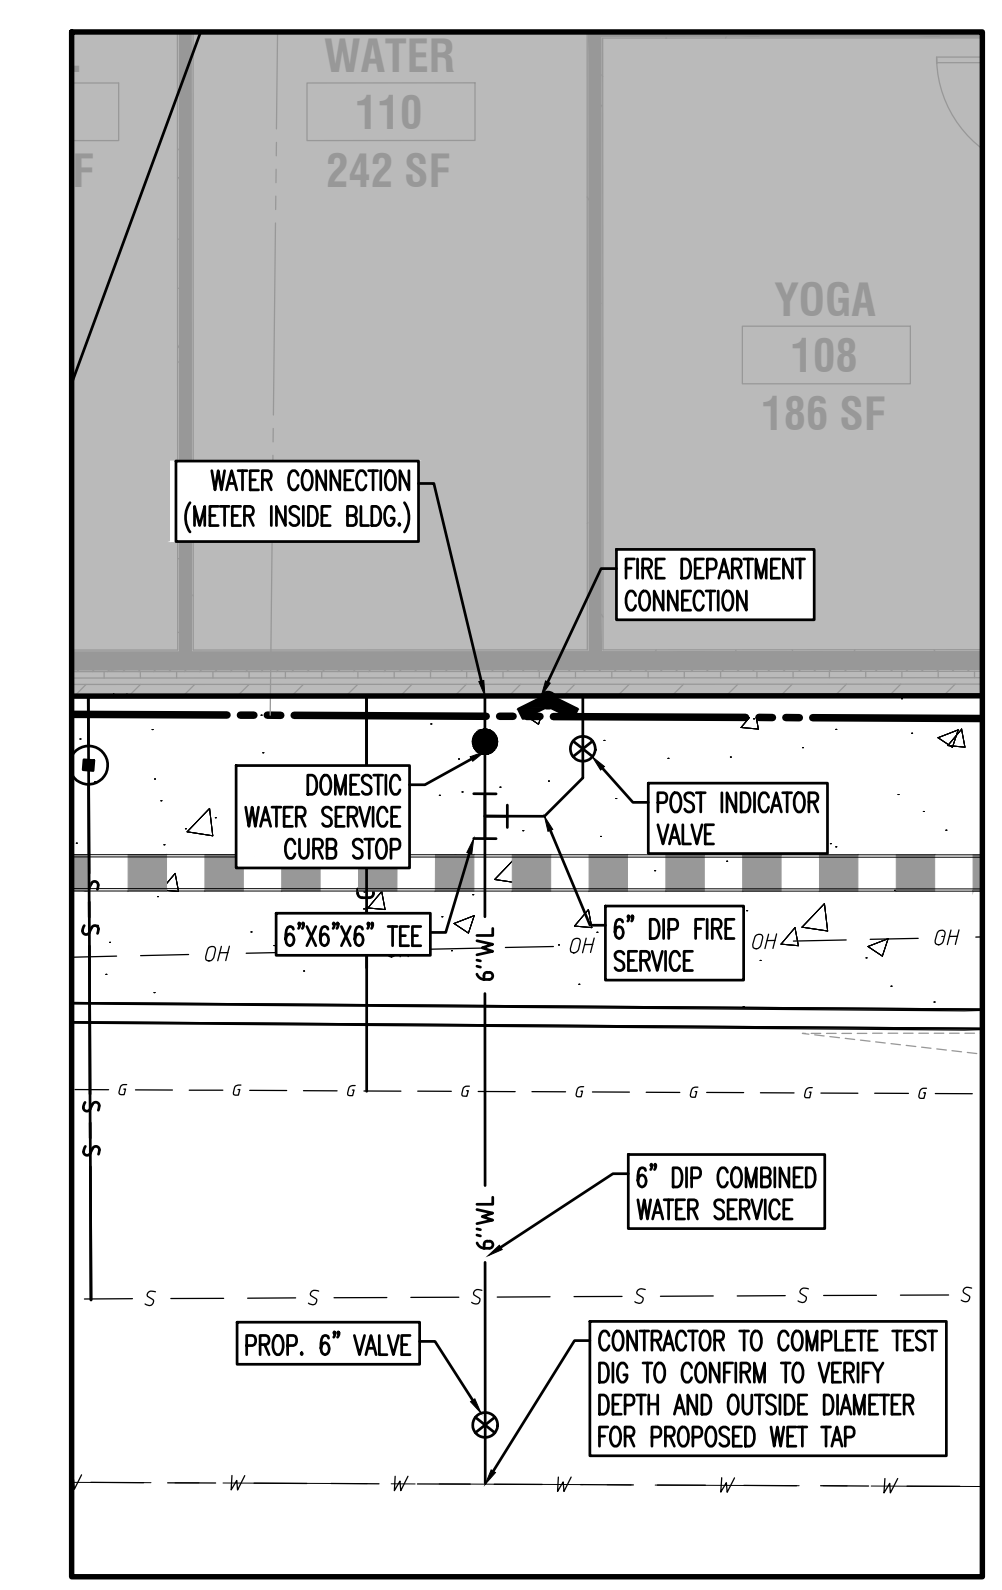 WATER
110
242 SF
F
YOGA
108
186 SF
WATER CONNECTION
(METER INSIDE BLDG.)
FIRE DEPARTMENT
CONNECTION
DOMESTIC
WATER SERVICE
CURB STOP
POST INDICATOR
VALVE
S
6"X6"X6" TEE
6" DIP FIRE
SERVICE
S
6"WL
OH
OH
OH
OH
G
G
G
G
G
G
G
G
S
S
6" DIP COMBINED
WATER SERVICE
6"WL
S
S
S
S
S
S
PROP. 6" VALVE
CONTRACTOR TO COMPLETE TEST
DIG TO CONFIRM TO VERIFY
DEPTH AND OUTSIDE DIAMETER
FOR PROPOSED WET TAP
W
W
W
W
W